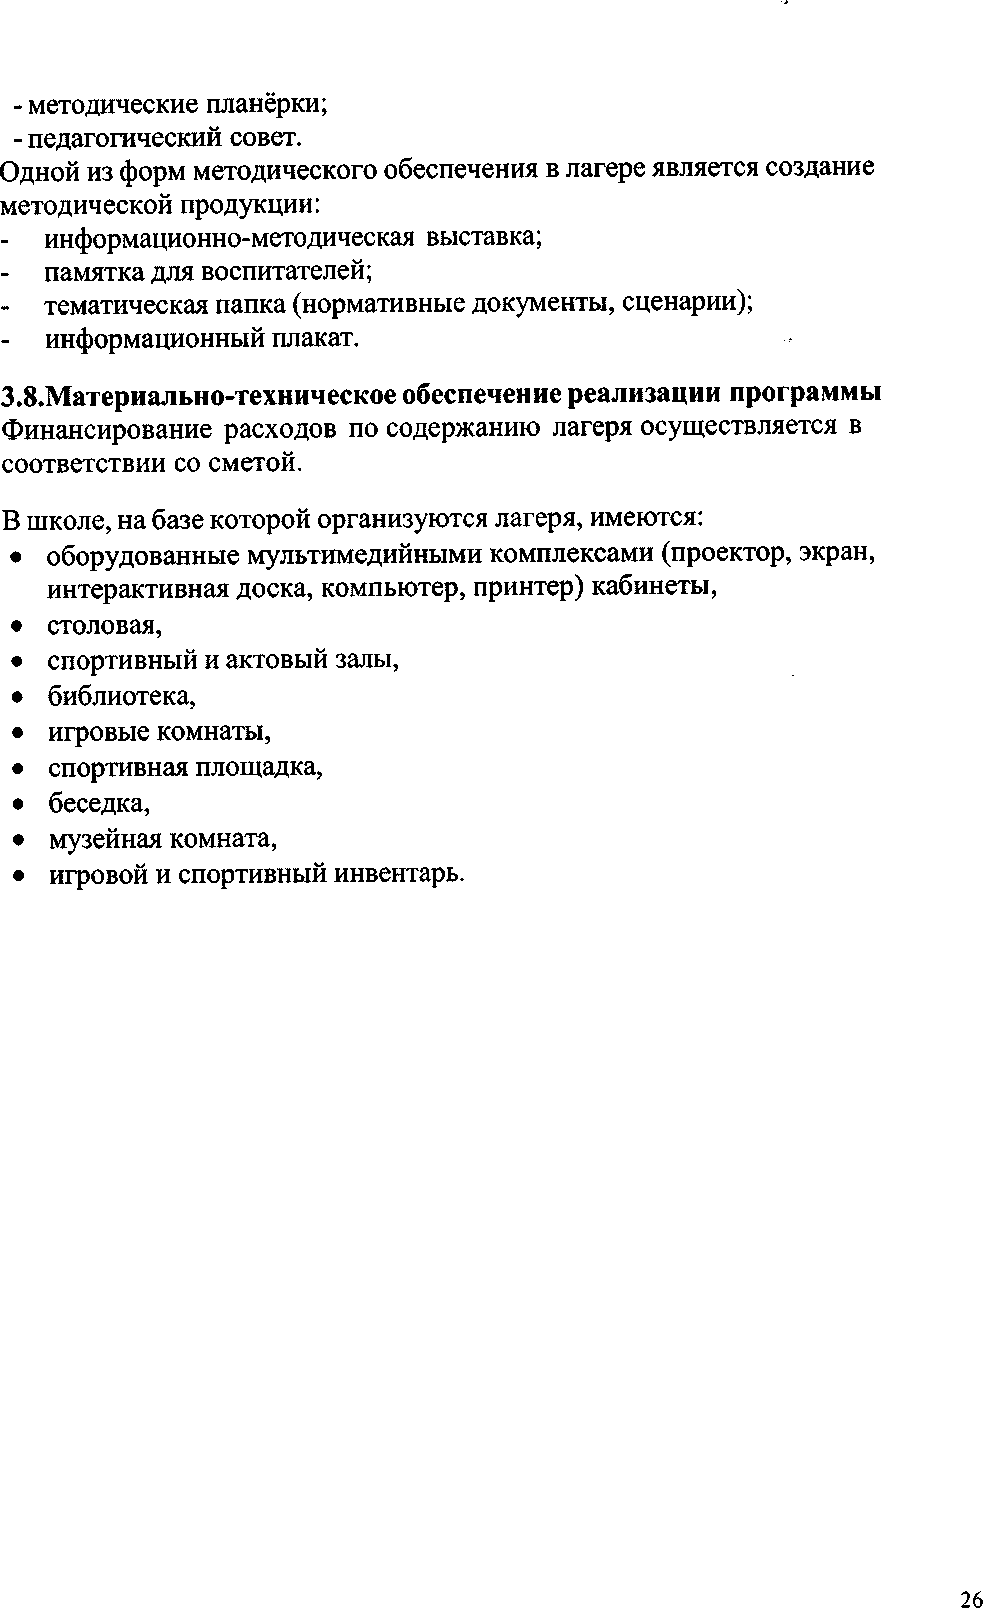 - методические планёрки;
- педагогический совет.
Одной из форм методического обеспечения в лагере является создание
методической продукции:
- информационно-методическая выставка;
- памятка для воспитателей;
- тематическая папка (нормативные документы, сценарии);
- информационный плакат.
3.8.Материально-техническое обеспечение реализации программы
Финансирование расходов по содержанию лагеря осуществляется в
соответствии со сметой.
В школе, на базе которой организуются лагеря, имеются:
• оборудованные мультимедийными комплексами (проектор, экран,
интерактивная доска, компьютер, принтер) кабинеты,
• столовая,
• спортивный и актовый залы,
• библиотека,
• игровые комнаты,
• спортивная площадка,
• беседка,
• музейная комната,
• игровой и спортивный инвентарь.
26